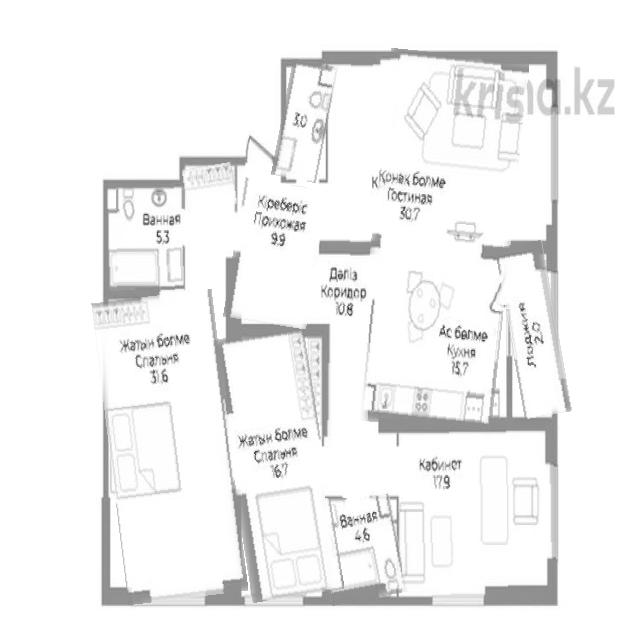 krisha.kz
3.0
Қонақ бөлме
Гостиная
30.7
Ванная
5.3
Кіреберіс
Прихожая
9.9
Дәліз
Коридор
10.8
Ас бөлме
Кухня
15.7
Лоджия
2.0
Жатын бөлме
Спальня
31.6
Жатын бөлме
Спальня
16.7
Кабинет
17.9
Ванная
4.6